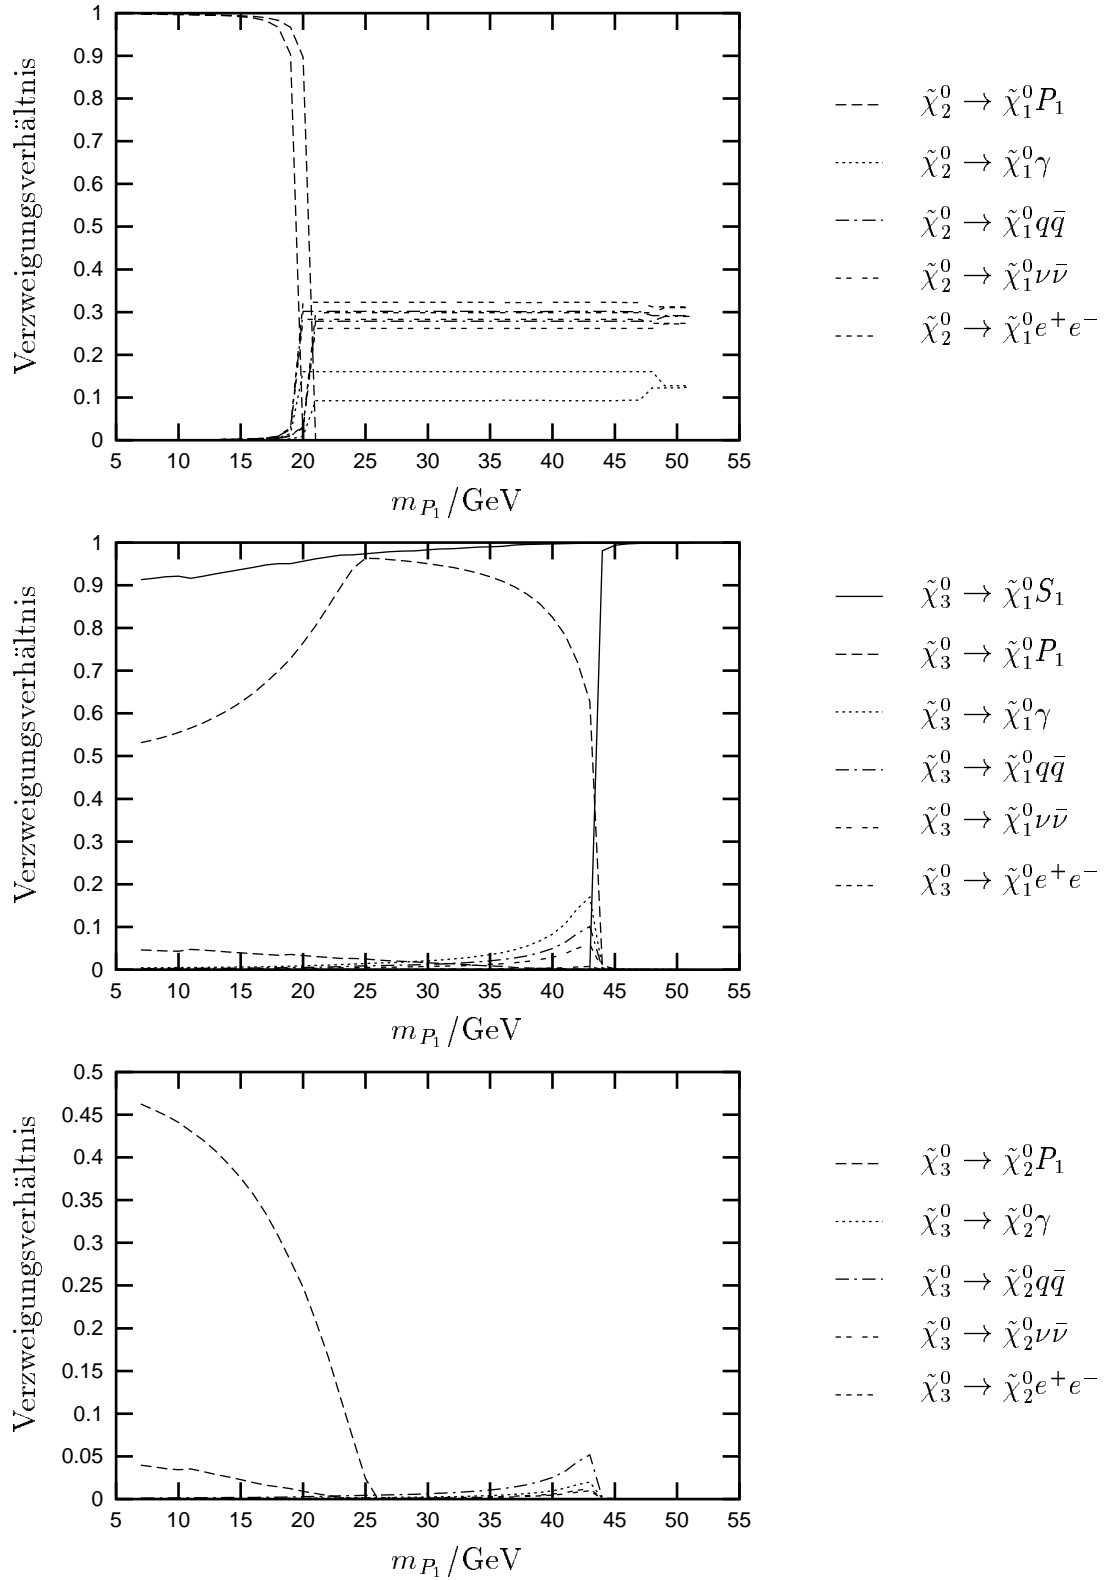 1
0.9
0.8
0.7
0.6
0.5
0.4
0.3
0.2
0.1
0
Verzweigungsverhältnis
5 10 15 20 25 30 35 40 45 50 55
m_{P_1}/GeV
χ̃⁰₂ → χ̃⁰₁P₁
χ̃⁰₂ → χ̃⁰₁γ
χ̃⁰₂ → χ̃⁰₁qq̄
χ̃⁰₂ → χ̃⁰₁νν̄
χ̃⁰₂ → χ̃⁰₁e⁺e⁻
1
0.9
0.8
0.7
0.6
0.5
0.4
0.3
0.2
0.1
0
Verzweigungsverhältnis
5 10 15 20 25 30 35 40 45 50 55
m_{P_1}/GeV
χ̃⁰₃ → χ̃⁰₁S₁
χ̃⁰₃ → χ̃⁰₁P₁
χ̃⁰₃ → χ̃⁰₁γ
χ̃⁰₃ → χ̃⁰₁qq̄
χ̃⁰₃ → χ̃⁰₁νν̄
χ̃⁰₃ → χ̃⁰₁e⁺e⁻
0.5
0.45
0.4
0.35
0.3
0.25
0.2
0.15
0.1
0.05
0
Verzweigungsverhältnis
5 10 15 20 25 30 35 40 45 50 55
m_{P_1}/GeV
χ̃⁰₃ → χ̃⁰₂P₁
χ̃⁰₃ → χ̃⁰₂γ
χ̃⁰₃ → χ̃⁰₂qq̄
χ̃⁰₃ → χ̃⁰₂νν̄
χ̃⁰₃ → χ̃⁰₂e⁺e⁻